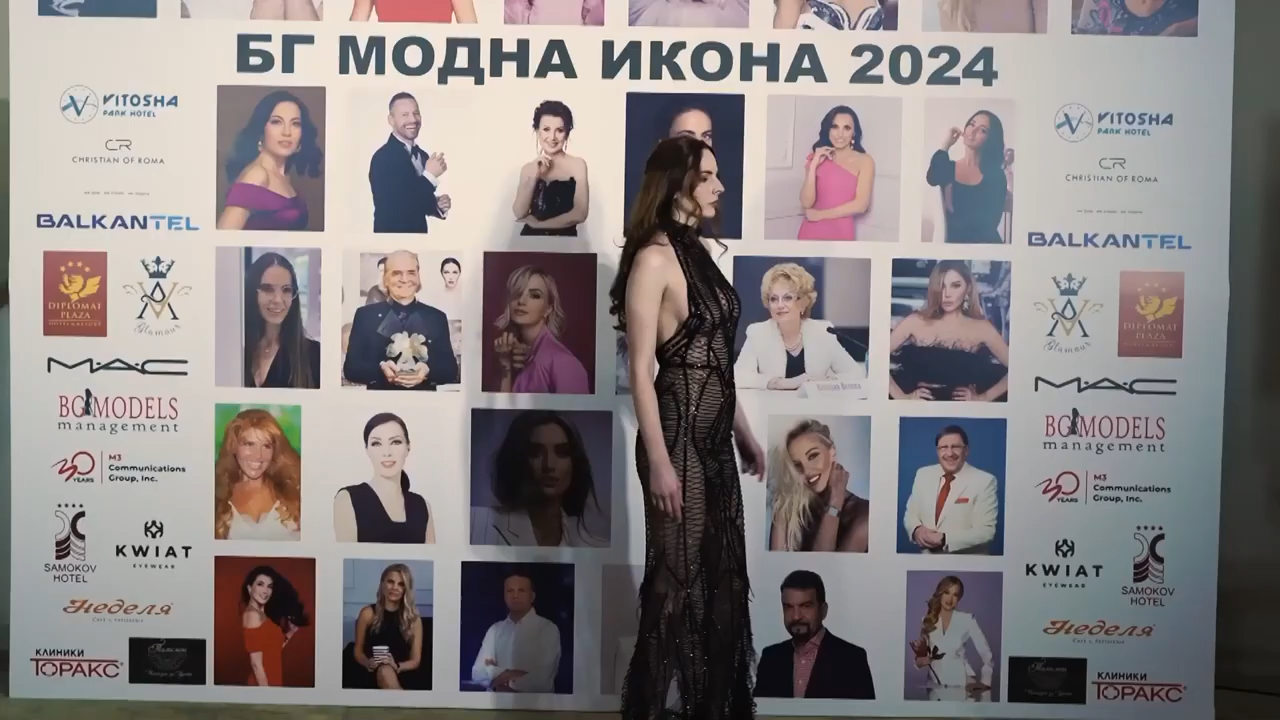 БГ МОДНА ИКОНА 2024
VITOSHA
PARK HOTEL
CR
CHRISTIAN OF ROMA
BALKANTEL
DIPLOMAT
PLAZA
Glamour
M·A·C
BG MODELS
management
30
YEARS
M3
Communications
Group, Inc.
SAMOKOV
HOTEL
KWIAT
EYEWEAR
Неделя
КЛИНИКИ
ТОРАКС®
VITOSHA
PARK HOTEL
CR
CHRISTIAN OF ROMA
BALKANTEL
Glamour
DIPLOMAT
PLAZA
M·A·C
BG MODELS
management
30
YEARS
M3
Communications
Group, Inc.
KWIAT
EYEWEAR
SAMOKOV
HOTEL
Неделя
КЛИНИКИ
ТОРАКС®